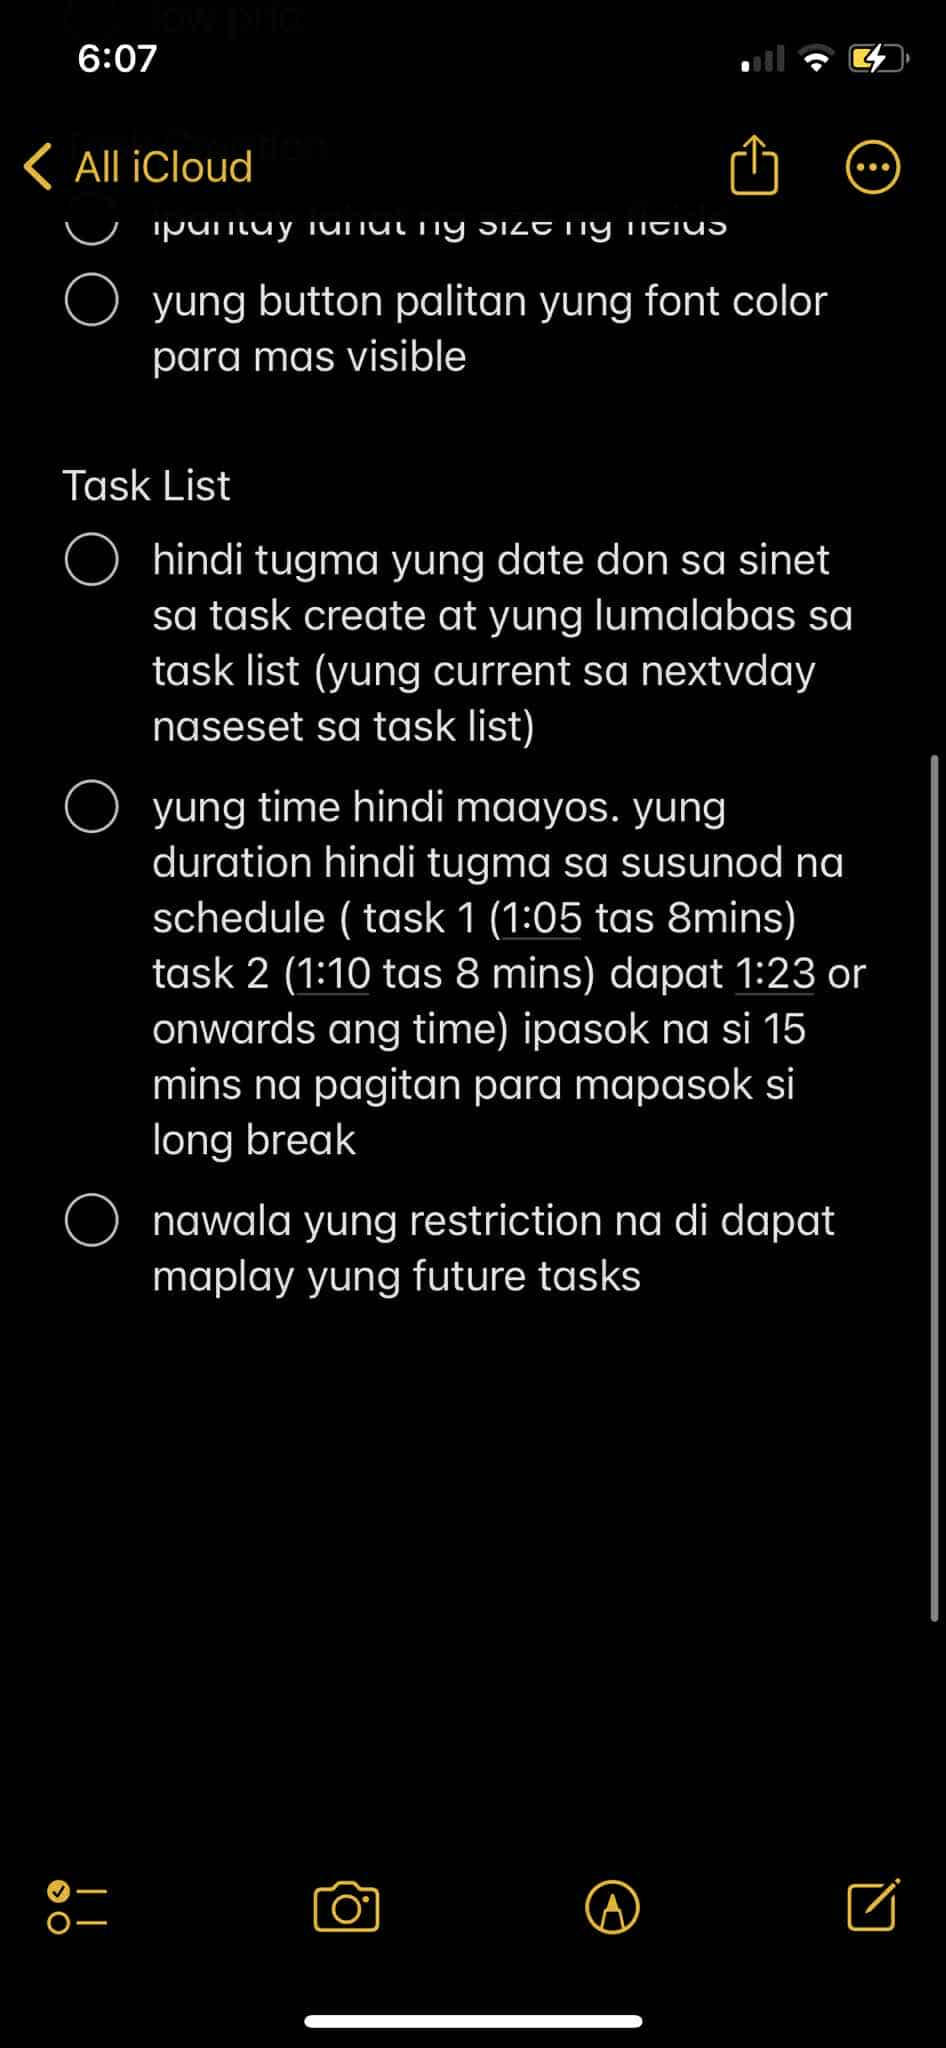 6:07
All iCloud
ipantay lahat ng size ng fields
yung button palitan yung font color
para mas visible
Task List
hindi tugma yung date don sa sinet
sa task create at yung lumalabas sa
task list (yung current sa nextvday
naseset sa task list)
yung time hindi maayos. yung
duration hindi tugma sa susunod na
schedule ( task 1 (1:05 tas 8mins)
task 2 (1:10 tas 8 mins) dapat 1:23 or
onwards ang time) ipasok na si 15
mins na pagitan para mapasok si
long break
nawala yung restriction na di dapat
maplay yung future tasks